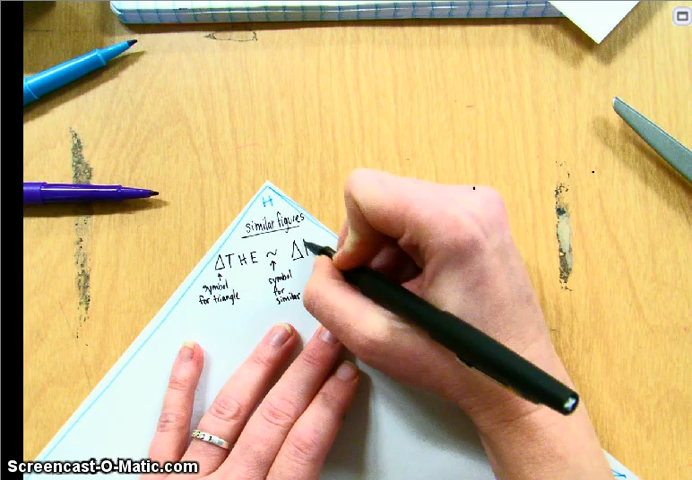 H
Similar figures
ΔTHE ~ Δ
symbol
for triangle
symbol
for
similar
Screencast-O-Matic.com